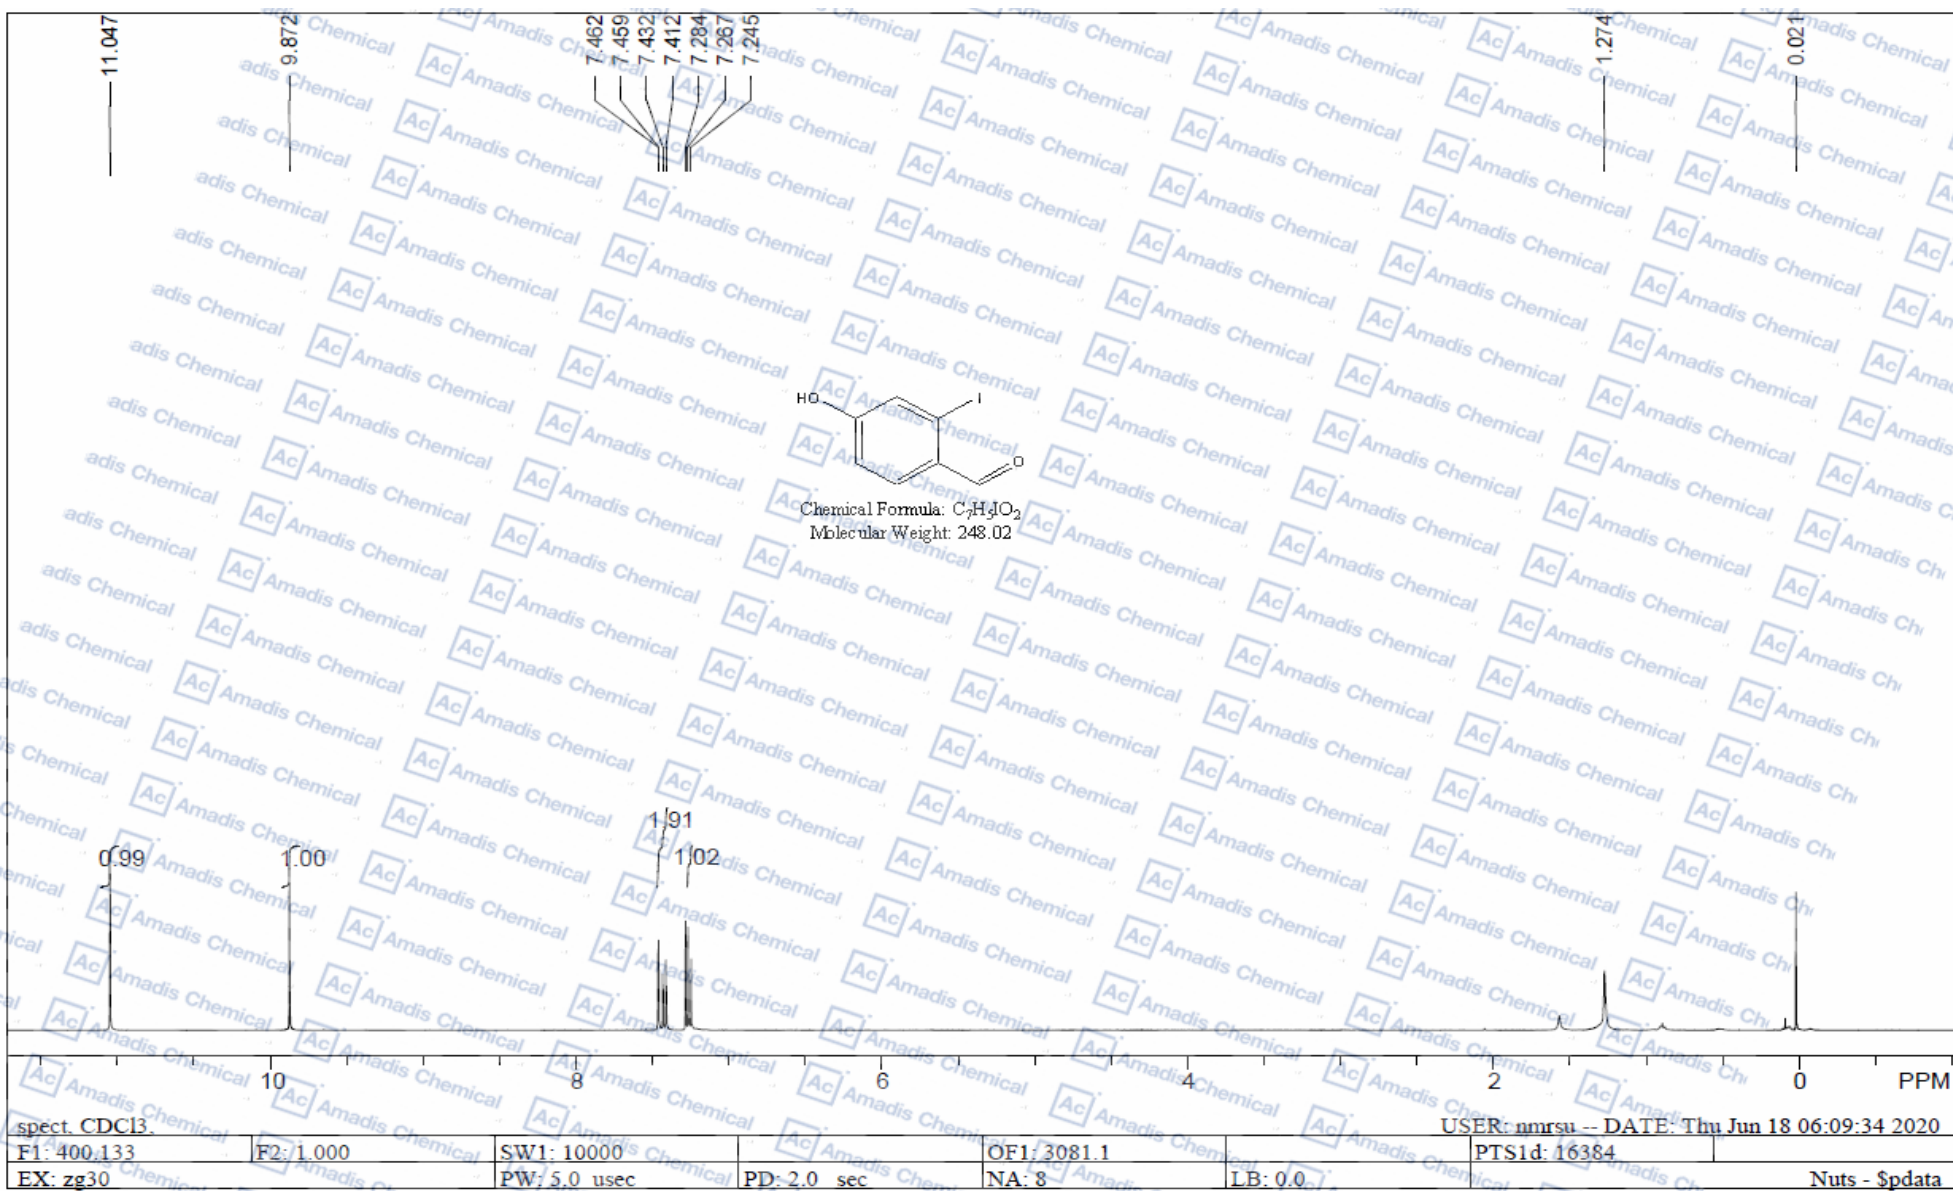 11.047
9.872
7.462
7.459
7.432
7.412
7.284
7.267
7.245
1.274
0.021
HO
I
O
Chemical Formula: C7H5IO2
Molecular Weight: 248.02
0.99
1.00
1.91
1.02
10
8
6
4
2
0
PPM
spect. CDCl3.
USER: nmrsu -- DATE: Thu Jun 18 06:09:34 2020
F1: 400.133 F2: 1.000 SW1: 10000 OF1: 3081.1 PTS1d: 16384
EX: zg30 PW: 5.0 usec PD: 2.0 sec NA: 8 LB: 0.0 Nuts - $pdata
Ac Amadis Chemical